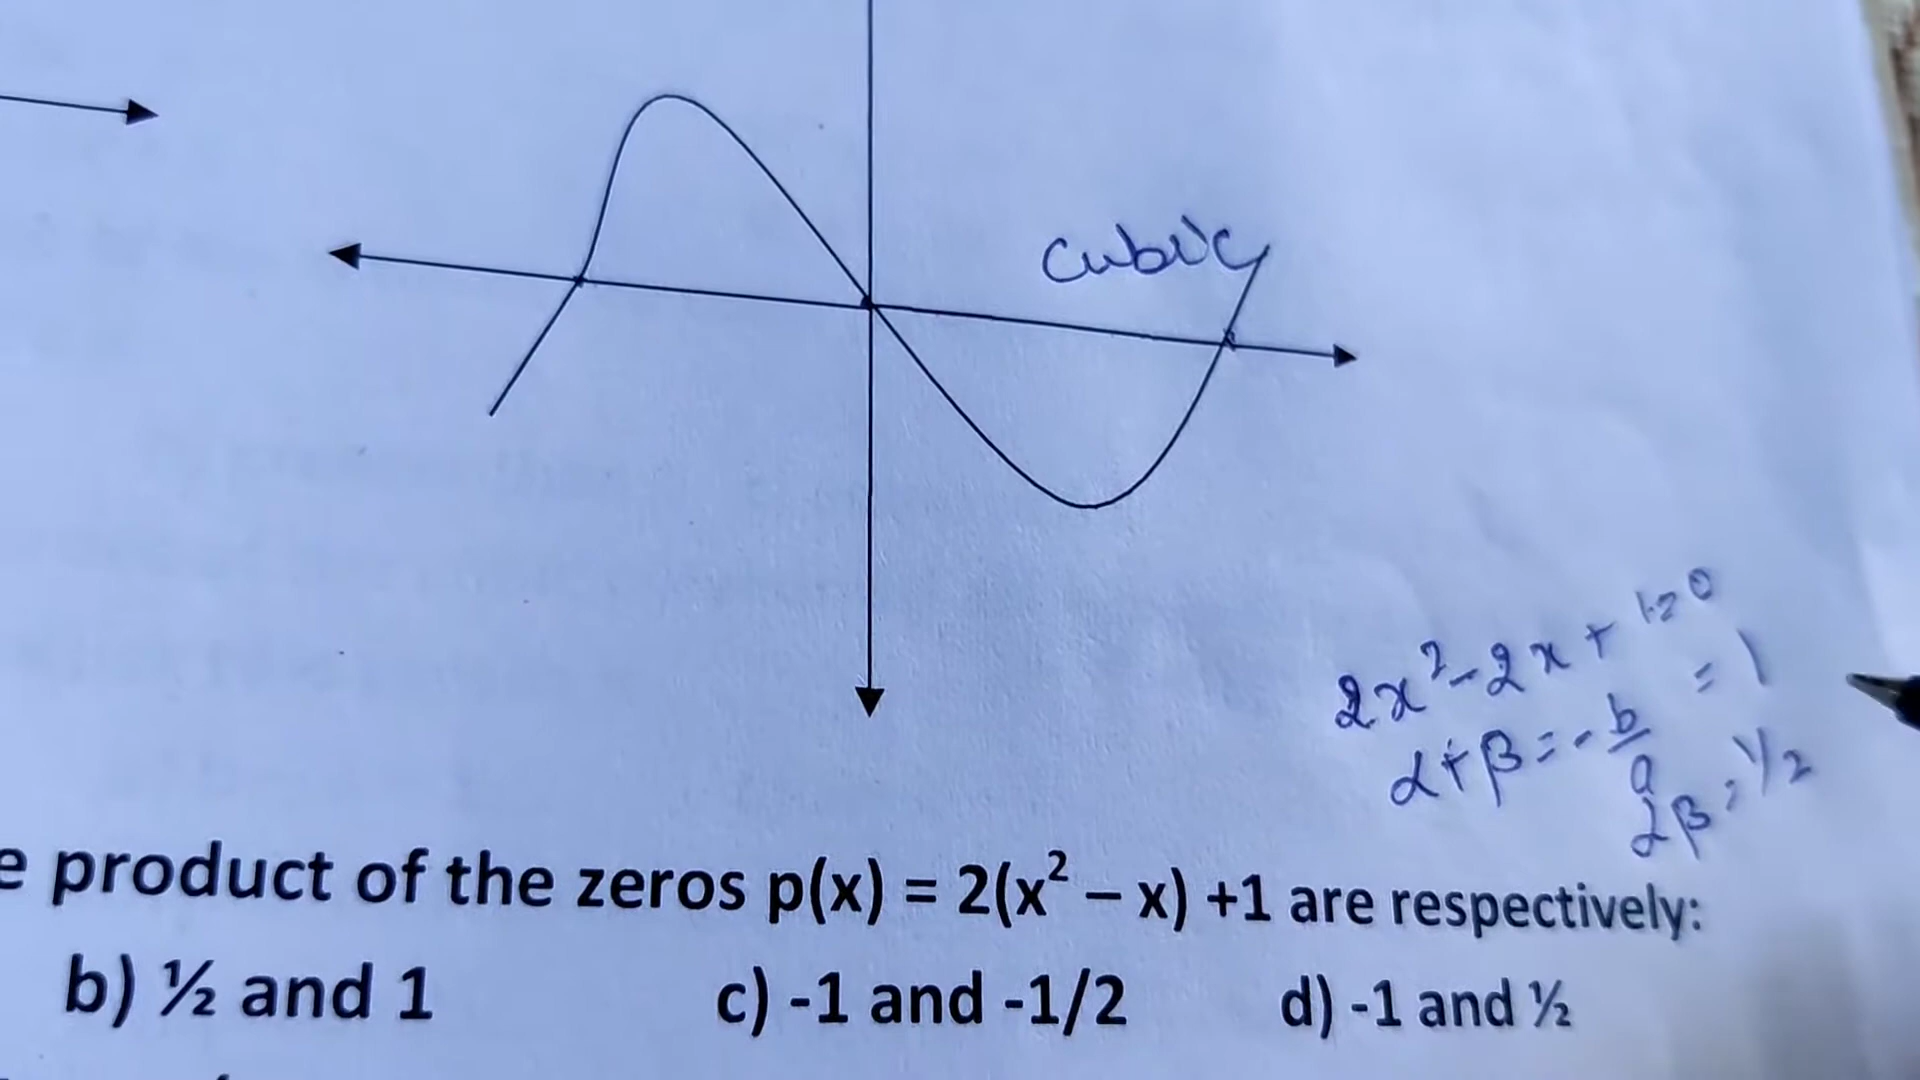 cubic
2x²-2x+1=0
α+β=-b/a =1
αβ=1/2
e product of the zeros p(x) = 2(x² – x) +1 are respectively:
b) ½ and 1 c) -1 and -1/2 d) -1 and ½